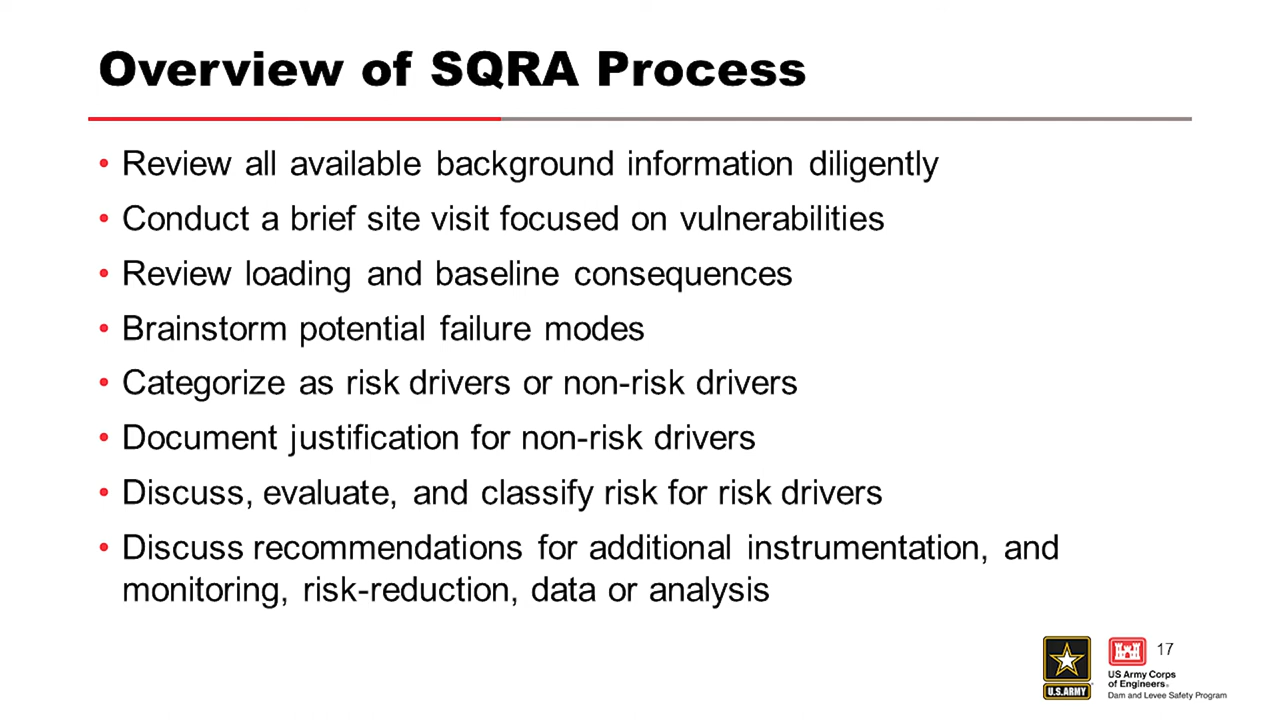 Overview of SQRA Process
• Review all available background information diligently
• Conduct a brief site visit focused on vulnerabilities
• Review loading and baseline consequences
• Brainstorm potential failure modes
• Categorize as risk drivers or non-risk drivers
• Document justification for non-risk drivers
• Discuss, evaluate, and classify risk for risk drivers
• Discuss recommendations for additional instrumentation, and
monitoring, risk-reduction, data or analysis
17
U.S.ARMY
US Army Corps
of Engineers®
Dam and Levee Safety Program